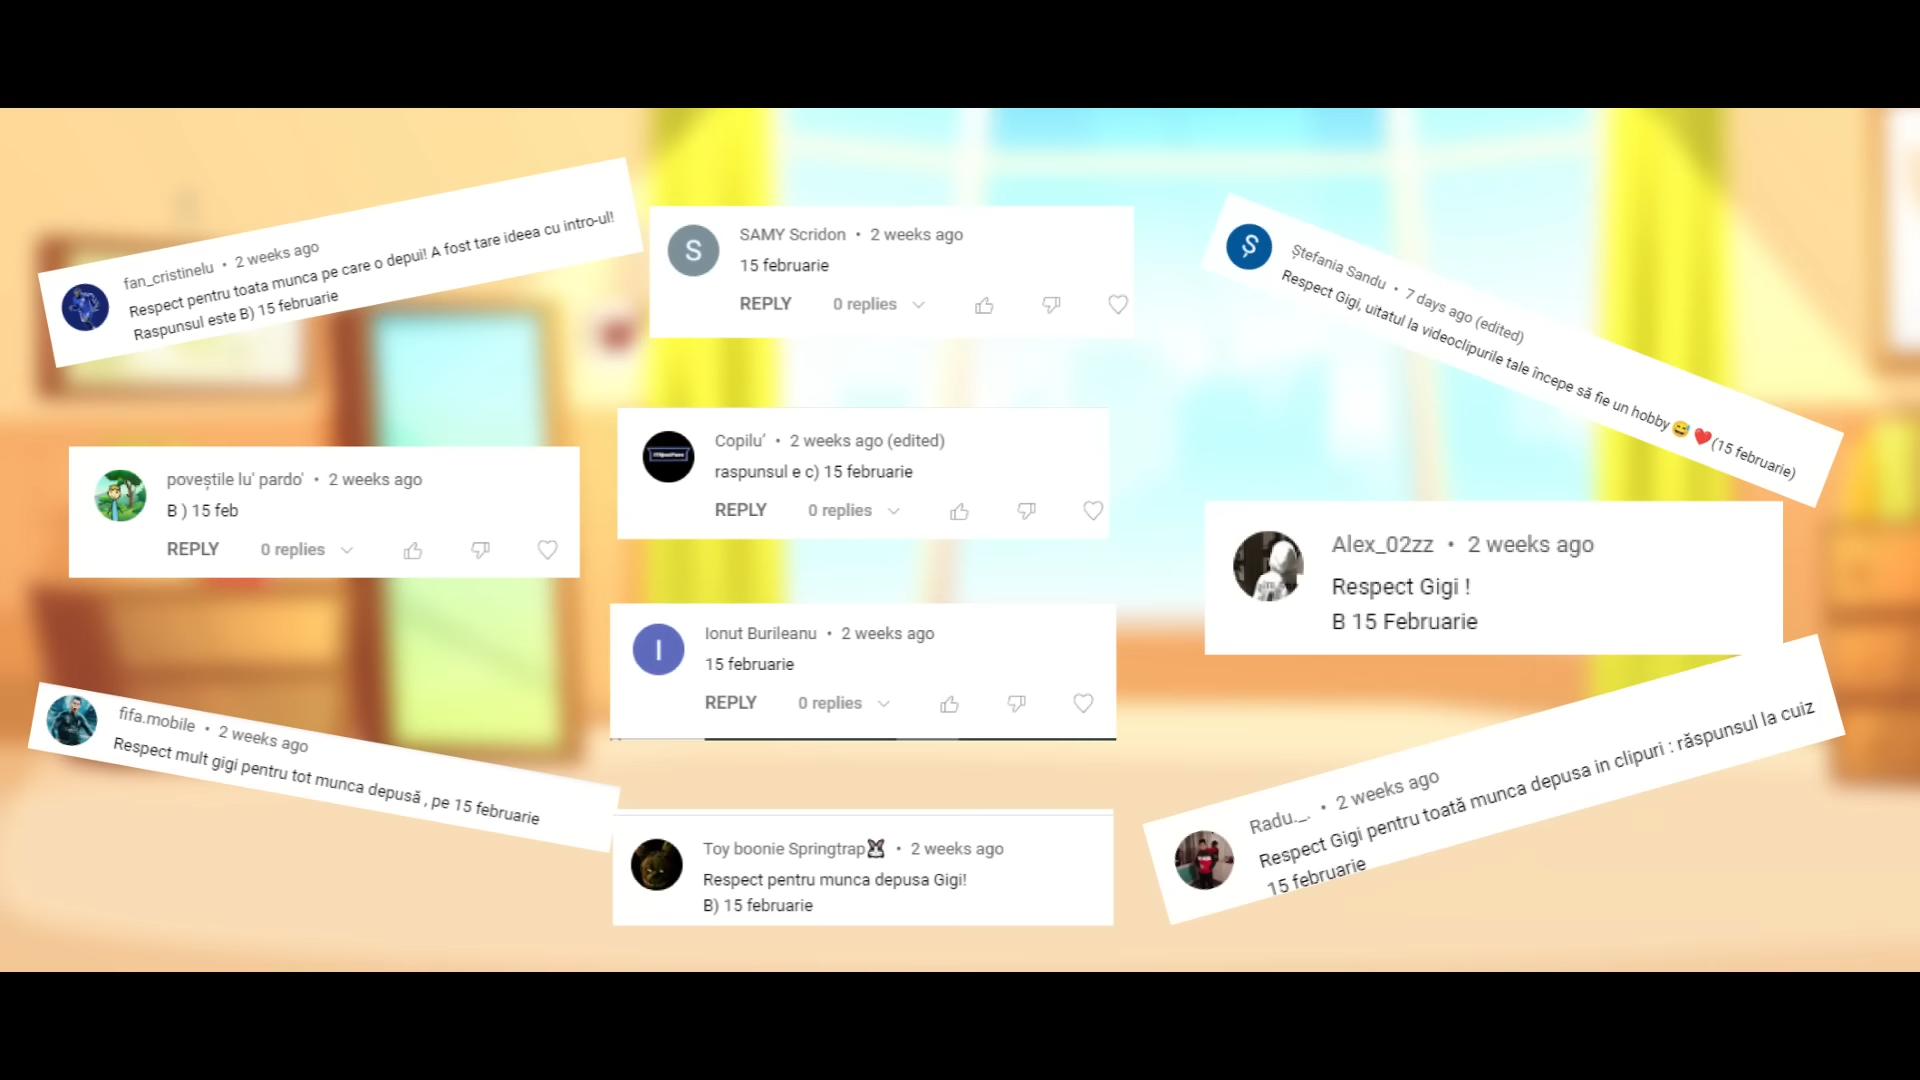 fan_cristinelu • 2 weeks ago
Respect pentru toata munca pe care o depui! A fost tare ideea cu intro-ul!
Raspunsul este B) 15 februarie
poveștile lu' pardo' • 2 weeks ago
B ) 15 feb
REPLY 0 replies
fifa.mobile • 2 weeks ago
Respect mult gigi pentru tot munca depusă , pe 15 februarie
S
SAMY Scridon • 2 weeks ago
15 februarie
REPLY 0 replies
Copilu' • 2 weeks ago (edited)
raspunsul e c) 15 februarie
REPLY 0 replies
I
Ionut Burileanu • 2 weeks ago
15 februarie
REPLY 0 replies
Toy boonie Springtrap • 2 weeks ago
Respect pentru munca depusa Gigi!
B) 15 februarie
Ș
Ștefania Sandu • 7 days ago (edited)
Respect Gigi, uitatul la videoclipurile tale începe să fie un hobby😅 ❤️(15 februarie)
Alex_02zz • 2 weeks ago
Respect Gigi !
B 15 Februarie
Radu._. • 2 weeks ago
Respect Gigi pentru toată munca depusa in clipuri : răspunsul la cuiz
15 februarie